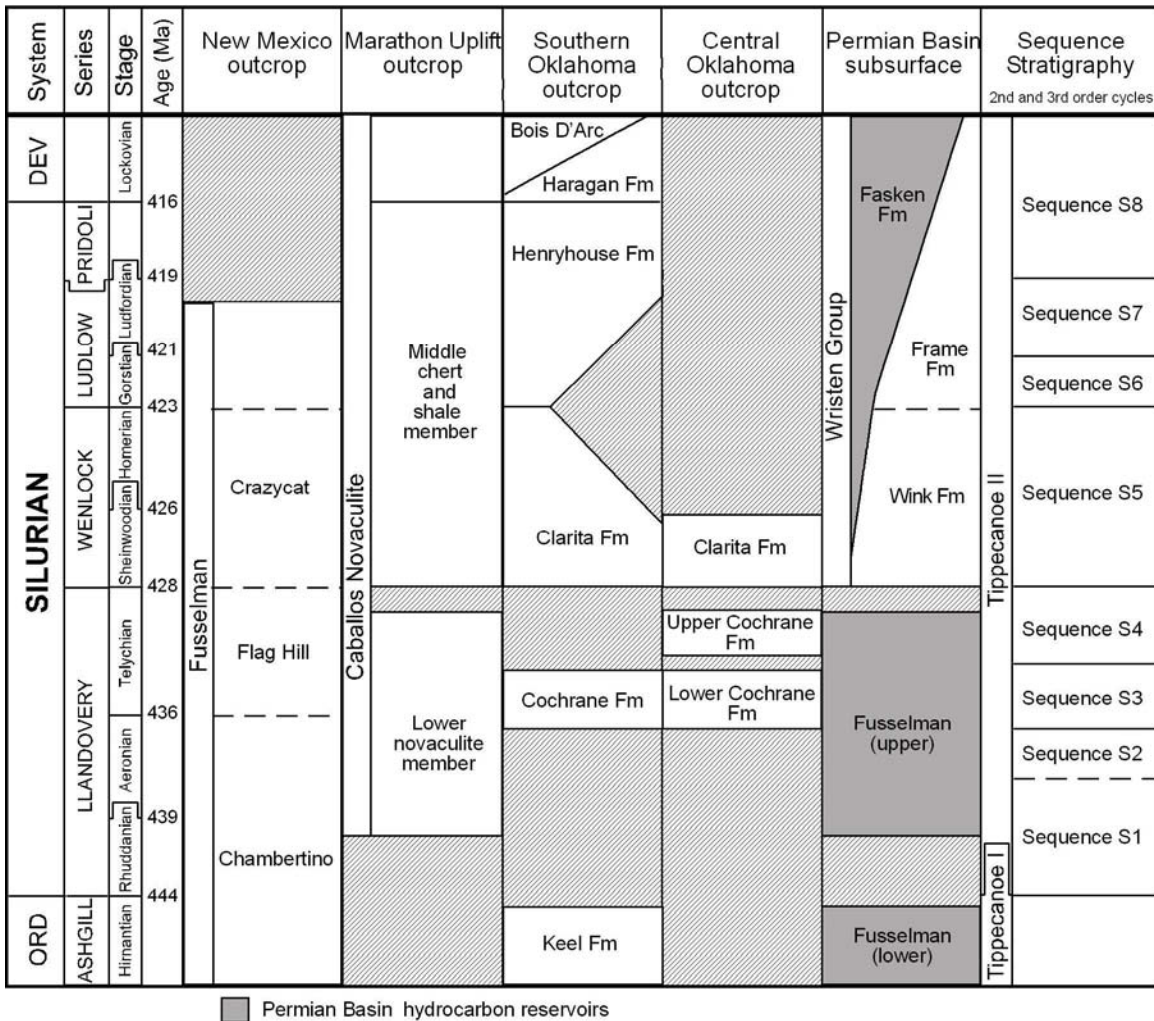 System
Series
Stage
Age (Ma)
New Mexico
outcrop
Marathon Uplift
outcrop
Southern
Oklahoma
outcrop
Central
Oklahoma
outcrop
Permian Basin
subsurface
Sequence
Stratigraphy
2nd and 3rd order cycles
DEV
SILURIAN
ORD
PRIDOLI
LUDLOW
WENLOCK
LLANDOVERY
ASHGILL
Lockovian
Ludfordian
Gorstian
Homerian
Sheinwoodian
Telychian
Aeronian
Rhuddanian
Hirnantian
416
419
421
423
426
428
436
439
444
Fusselman
Crazycat
Flag Hill
Chambertino
Caballos Novaculite
Middle
chert
and
shale
member
Lower
novaculite
member
Bois D'Arc
Haragan Fm
Henryhouse Fm
Clarita Fm
Cochrane Fm
Keel Fm
Clarita Fm
Upper Cochrane
Fm
Lower Cochrane
Fm
Wristen Group
Fasken
Fm
Frame
Fm
Wink Fm
Fusselman
(upper)
Fusselman
(lower)
Tippecanoe II
Tippecanoe I
Sequence S8
Sequence S7
Sequence S6
Sequence S5
Sequence S4
Sequence S3
Sequence S2
Sequence S1
Permian Basin hydrocarbon reservoirs